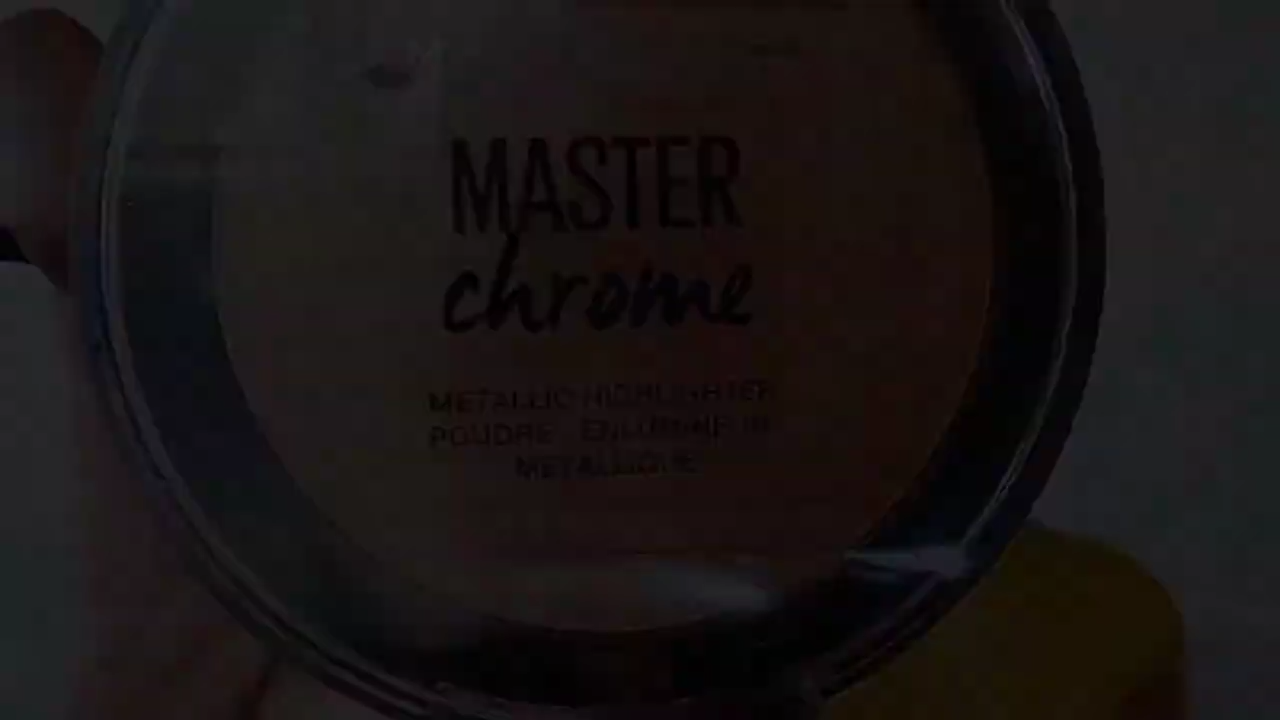 MASTER
chrome
METALLIC HIGHLIGHTER
POUDRE ENLUMINEUR
METALLIQUE